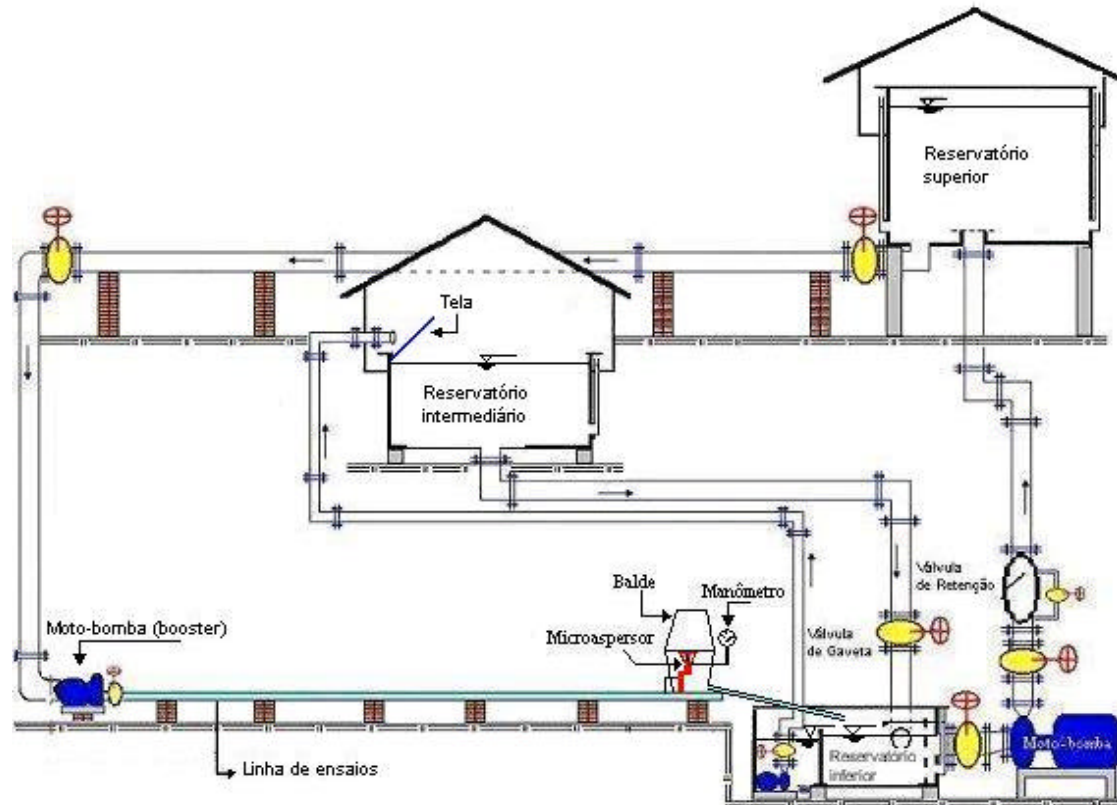 Reservatório
superior
Tela
Reservatório
intermediário
Válvula
de Retenção
Balde
Manômetro
Moto-bomba (booster)
Microaspersor
Válvula
de Gaveta
Moto-bomba
Reservatório
inferior
Linha de ensaios